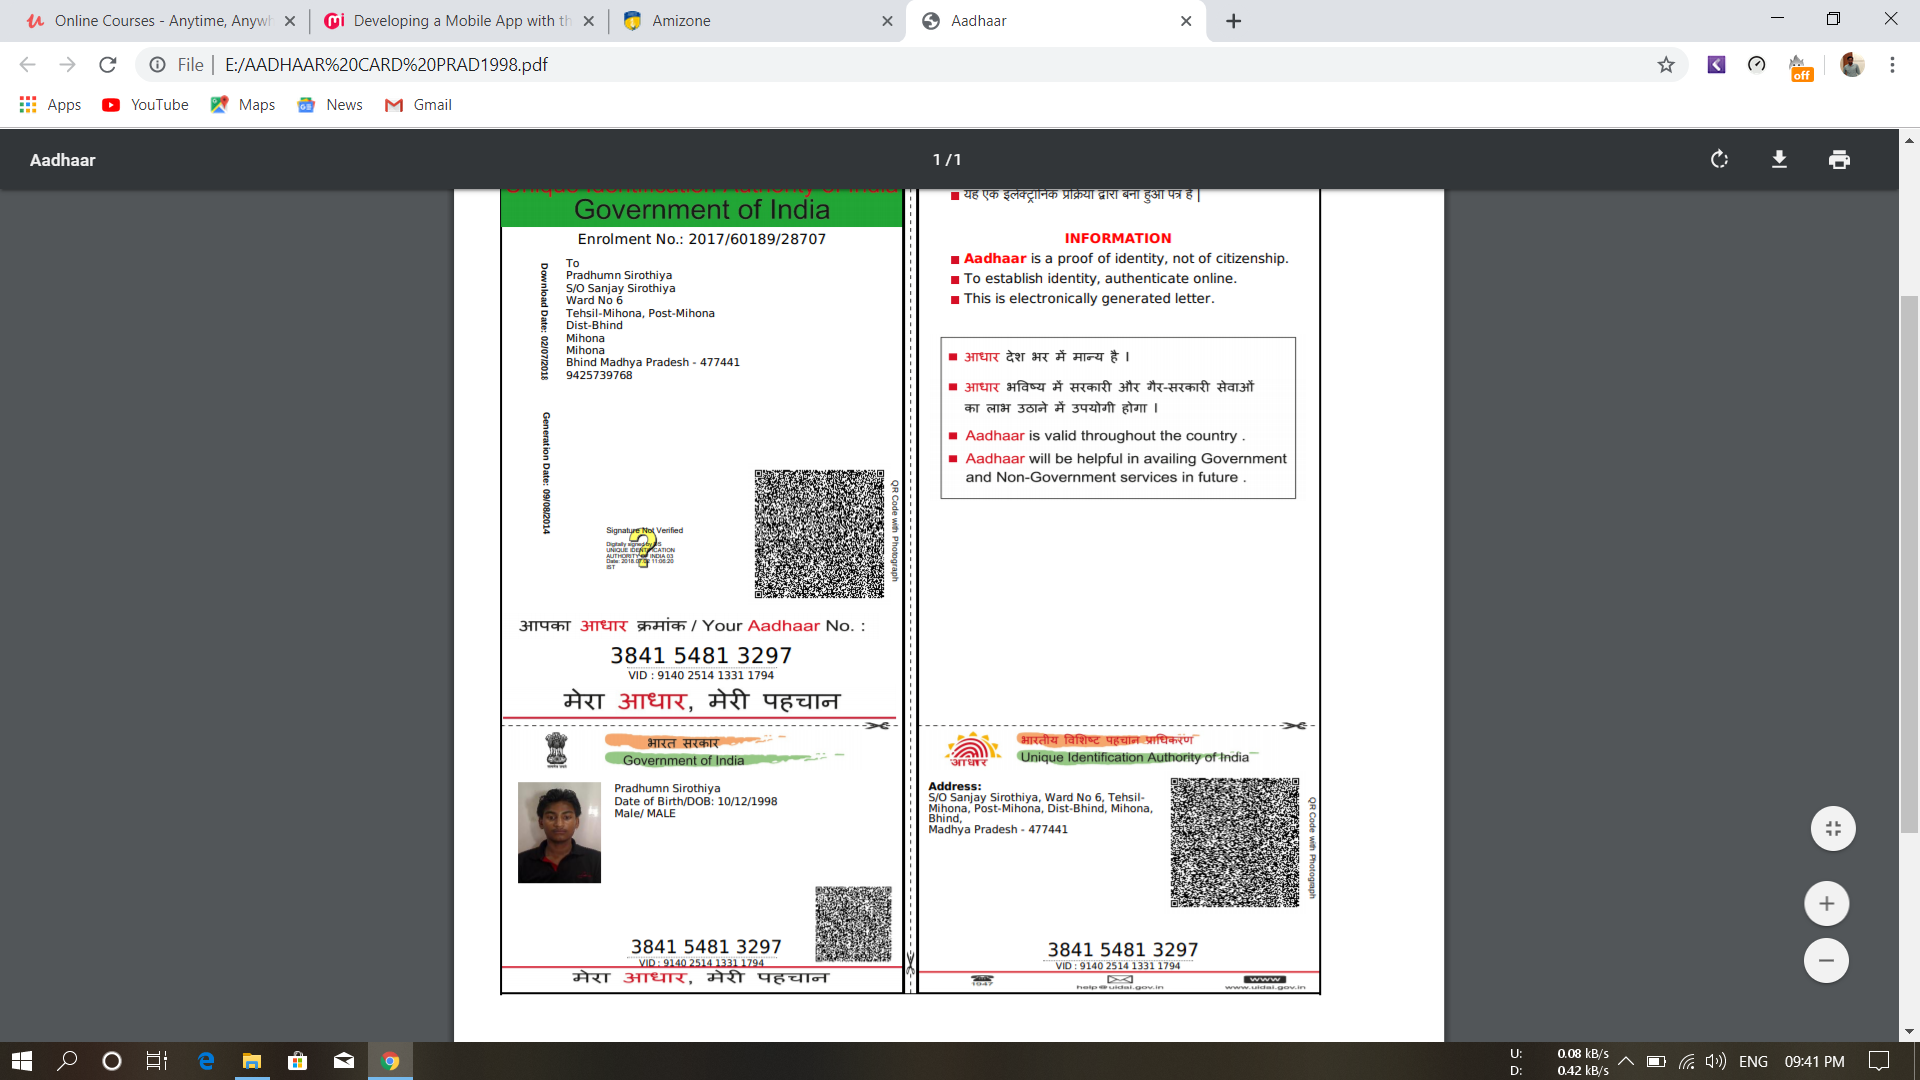 Online Courses - Anytime, Anywh
Developing a Mobile App with th
Amizone
Aadhaar
File | E:/AADHAAR%20CARD%20PRAD1998.pdf
off
Apps
YouTube
Maps
News
Gmail
Aadhaar
1 / 1
Unique Identification Authority of India
Government of India
Enrolment No.: 2017/60189/28707
Download Date: 02/07/2018
To
Pradhumn Sirothiya
S/O Sanjay Sirothiya
Ward No 6
Tehsil-Mihona, Post-Mihona
Dist-Bhind
Mihona
Mihona
Bhind Madhya Pradesh - 477441
9425739768
Generation Date: 09/08/2014
Signature Not Verified
Digitally signed by DS
UNIQUE IDENTIFICATION
AUTHORITY OF INDIA 03
Date: 2018.07.02 11:06:20
IST
QR Code with Photograph
आपका आधार क्रमांक / Your Aadhaar No. :
3841 5481 3297
VID : 9140 2514 1331 1794
मेरा आधार, मेरी पहचान
यह एक इलेक्ट्रॉनिक प्रक्रिया द्वारा बना हुआ पत्र है |
INFORMATION
Aadhaar is a proof of identity, not of citizenship.
To establish identity, authenticate online.
This is electronically generated letter.
आधार देश भर में मान्य है ।
आधार भविष्य में सरकारी और गैर-सरकारी सेवाओं
का लाभ उठाने में उपयोगी होगा ।
Aadhaar is valid throughout the country .
Aadhaar will be helpful in availing Government
and Non-Government services in future .
भारत सरकार
Government of India
Pradhumn Sirothiya
Date of Birth/DOB: 10/12/1998
Male/ MALE
3841 5481 3297
VID : 9140 2514 1331 1794
मेरा आधार, मेरी पहचान
आधार
भारतीय विशिष्ट पहचान प्राधिकरण
Unique Identification Authority of India
Address:
S/O Sanjay Sirothiya, Ward No 6, Tehsil-
Mihona, Post-Mihona, Dist-Bhind, Mihona,
Bhind,
Madhya Pradesh - 477441
QR Code with Photograph
3841 5481 3297
VID : 9140 2514 1331 1794
1947
help@uidai.gov.in
www
www.uidai.gov.in
U: 0.08 kB/s
D: 0.42 kB/s
ENG
09:41 PM